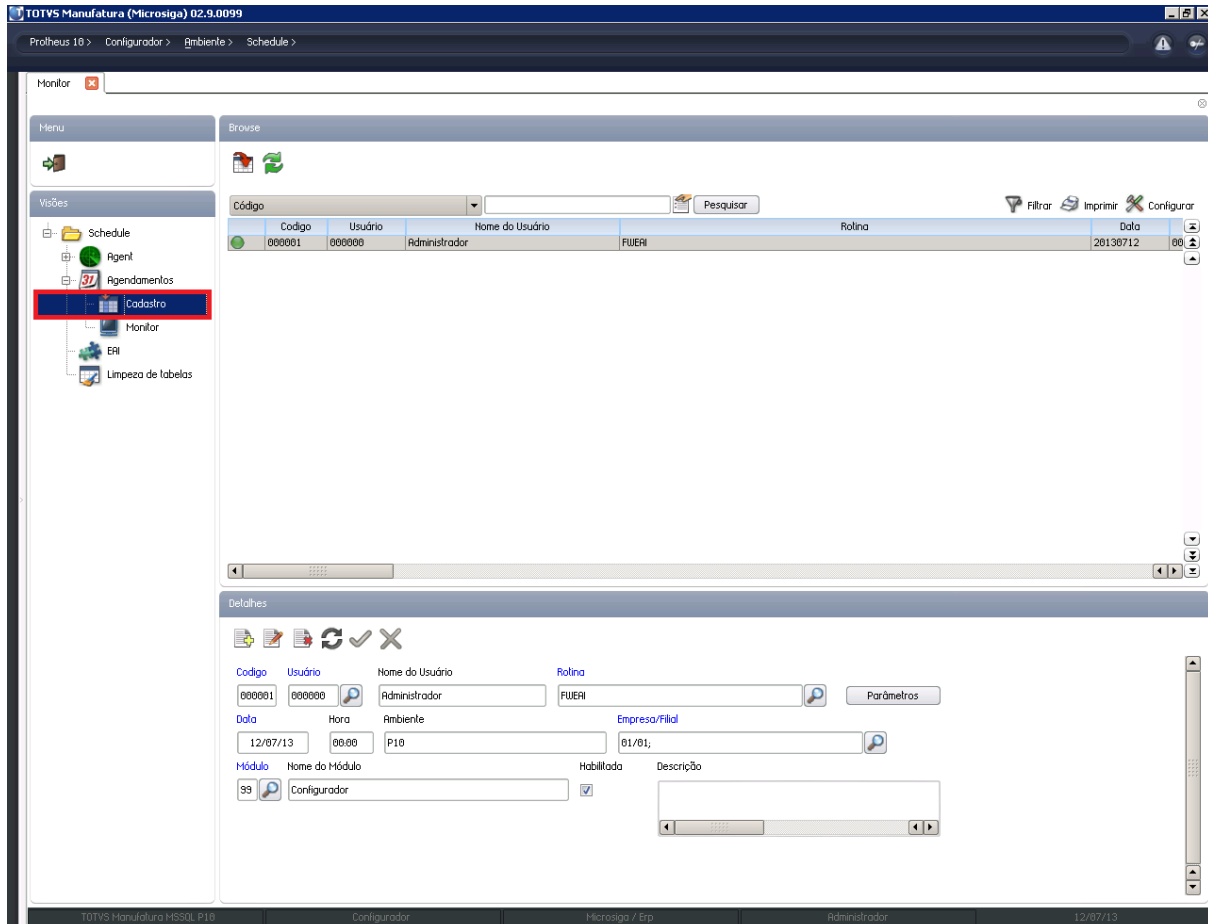 TOTVS Manufatura (Microsiga) 02.9.0099
Protheus 10 > Configurador > Ambiente > Schedule >
Monitor
Menu
Browse
Visões
Código
Pesquisar
Filtrar
Imprimir
Configurar
Codigo Usuário Nome do Usuário Rotina Data
000001 000000 Administrador FWEAI 20130712 00
Schedule
Agent
31 Agendamentos
Cadastro
Monitor
EAI
Limpeza de tabelas
Detalhes
Codigo Usuário Nome do Usuário Rotina
000001 000000 Administrador FWEAI Parâmetros
Data Hora Ambiente Empresa/Filial
12/07/13 00:00 P10 01/01;
Módulo Nome do Módulo Habilitada Descrição
99 Configurador
TOTVS Manufatura MSSQL P10 Configurador Microsiga / Erp Administrador 12/07/13